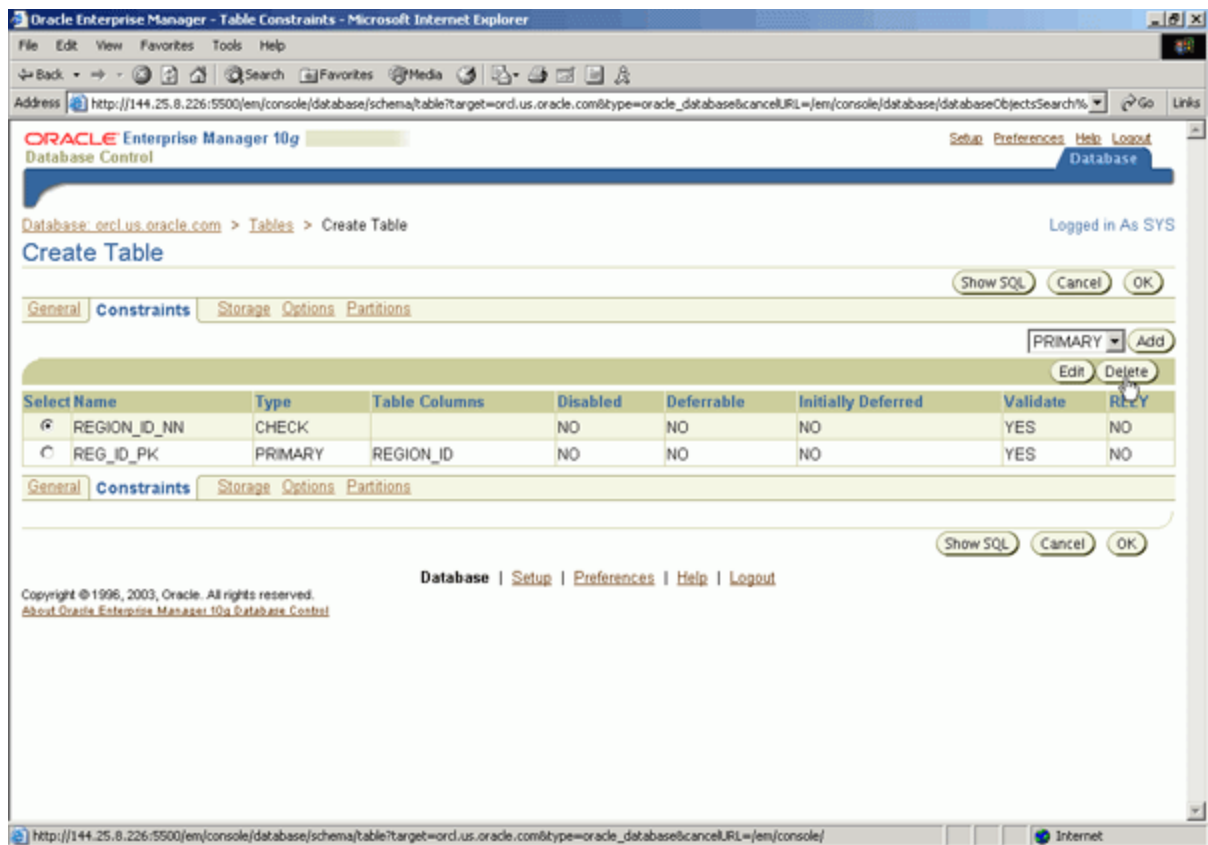 Oracle Enterprise Manager - Table Constraints - Microsoft Internet Explorer
File Edit View Favorites Tools Help
Back Search Favorites Media
Address http://144.25.8.226:5500/em/console/database/schema/table?target=orcl.us.oracle.com&type=oracle_database&cancelURL=/em/console/database/databaseObjectsSearch% Go Links
ORACLE Enterprise Manager 10g
Database Control
Setup Preferences Help Logout
Database
Database: orcl.us.oracle.com > Tables > Create Table
Logged in As SYS
Create Table
Show SQL Cancel OK
General Constraints Storage Options Partitions
PRIMARY Add
Edit Delete
Select Name Type Table Columns Disabled Deferrable Initially Deferred Validate RELY
REGION_ID_NN CHECK NO NO NO YES NO
REG_ID_PK PRIMARY REGION_ID NO NO NO YES NO
General Constraints Storage Options Partitions
Show SQL Cancel OK
Database | Setup | Preferences | Help | Logout
Copyright © 1996, 2003, Oracle. All rights reserved.
About Oracle Enterprise Manager 10g Database Control
http://144.25.8.226:5500/em/console/database/schema/table?target=orcl.us.oracle.com&type=oracle_database&cancelURL=/em/console/ Internet